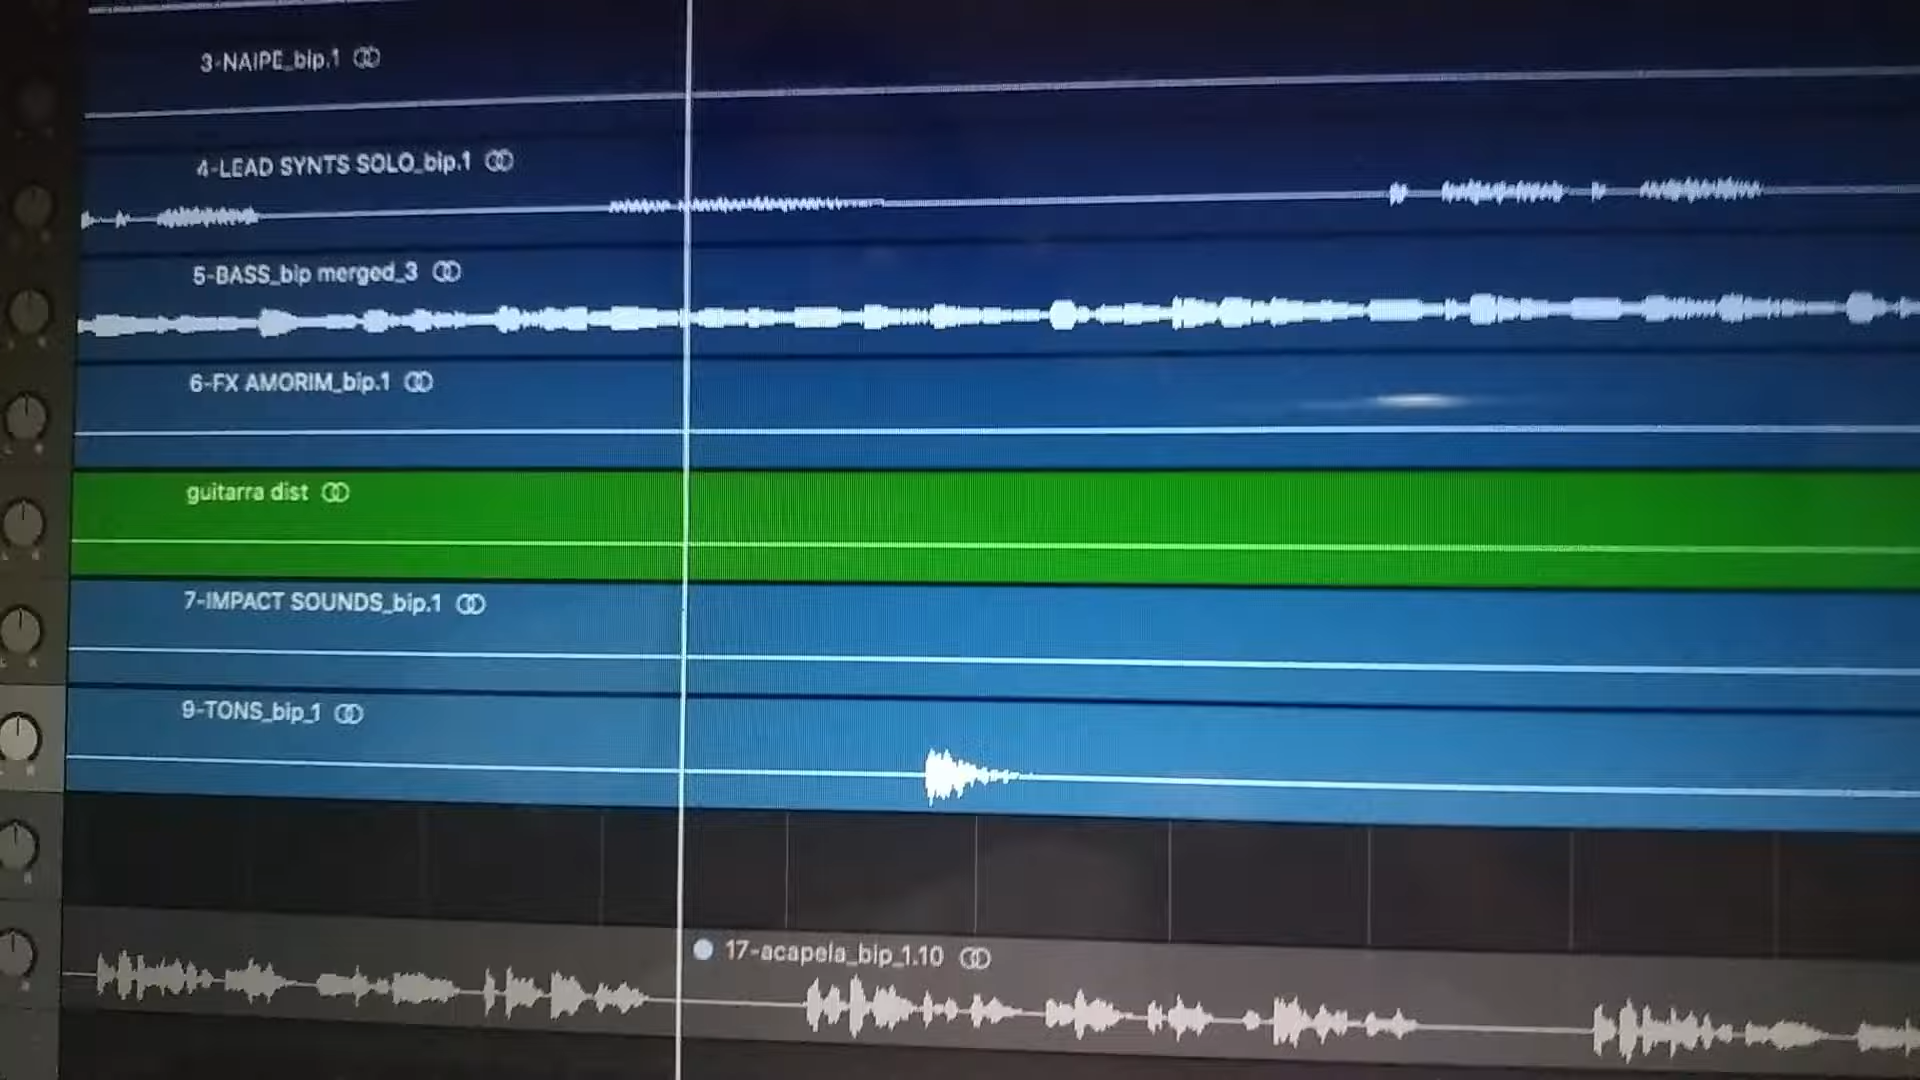 3-NAIPE_bip.1
4-LEAD SYNTS SOLO_bip.1
5-BASS_bip merged_3
6-FX AMORIM_bip.1
guitarra dist
7-IMPACT SOUNDS_bip.1
9-TONS_bip_1
17-acapela_bip_1.10